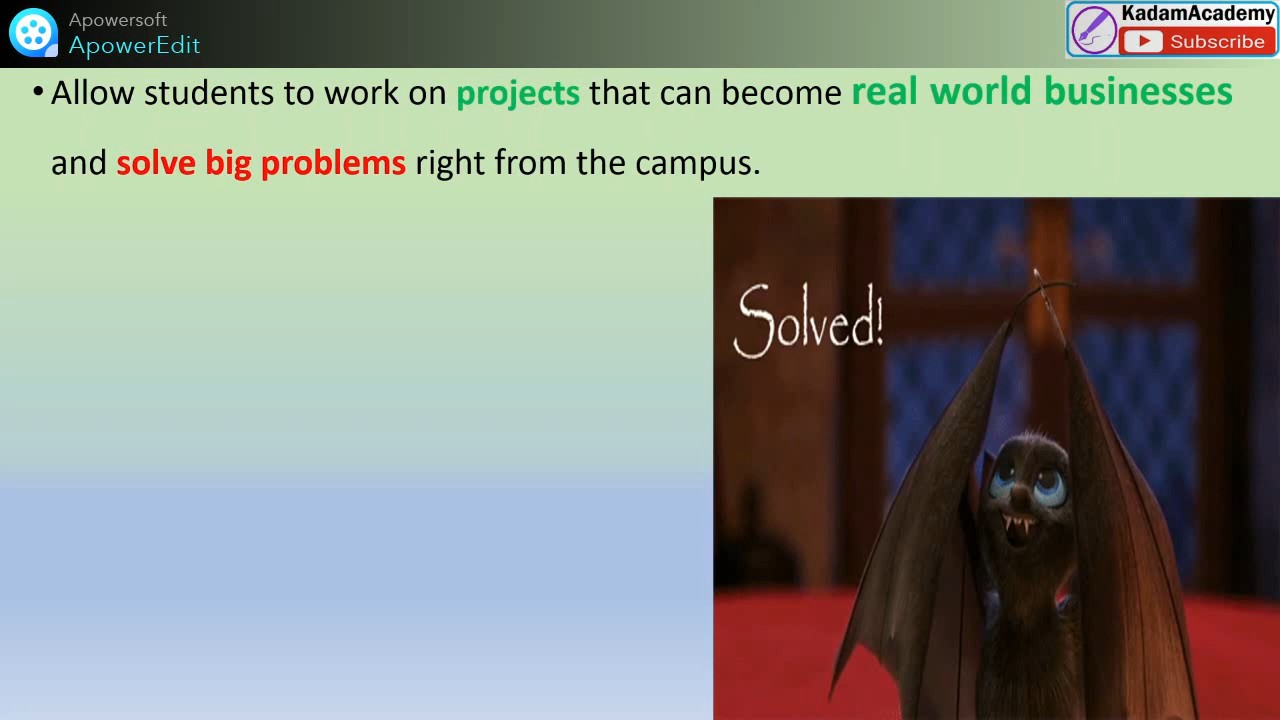 Apowersoft
ApowerEdit
KadamAcademy
Subscribe
• Allow students to work on projects that can become real world businesses
and solve big problems right from the campus.
Solved!